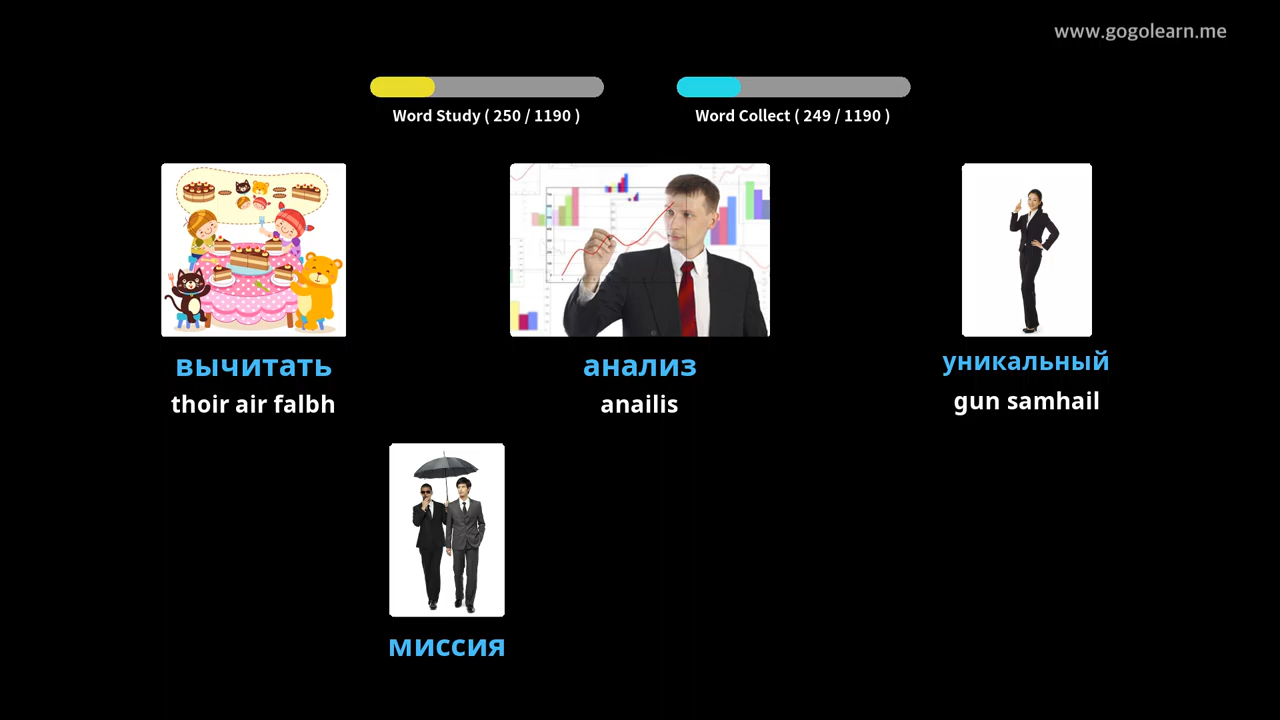 www.gogolearn.me
Word Study ( 250 / 1190 )
Word Collect ( 249 / 1190 )
вычитать
thoir air falbh
анализ
anailis
уникальный
gun samhail
миссия